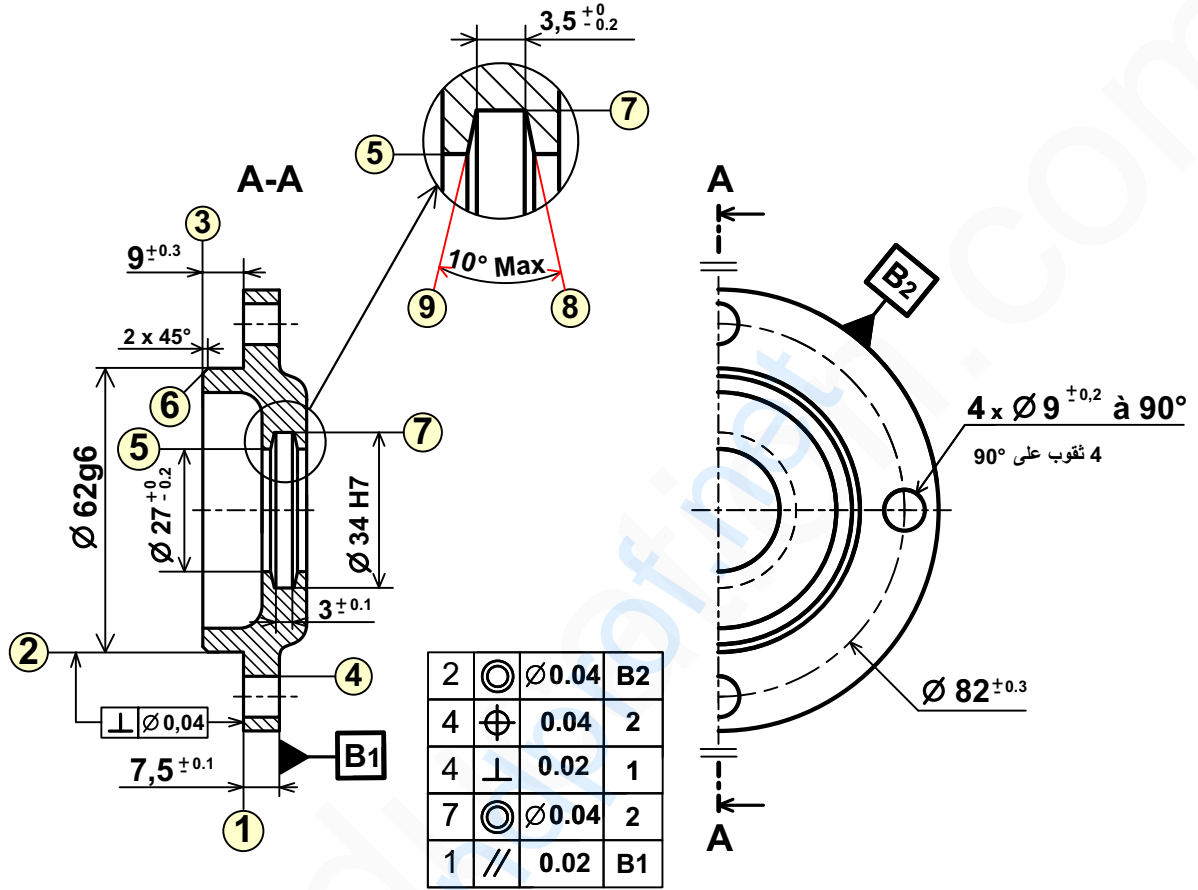 3,5 +0 -0.2
7
5
A-A
10° Max
9
8
3
9 ±0.3
2 x 45°
6
5
7
Ø 62g6
Ø 27 +0 -0.2
Ø 34 H7
3 ±0.1
2
4
⊥ Ø 0,04
B1
7,5 ±0.1
1
2 ◎ Ø 0.04 B2
4 ⌖ 0.04 2
4 ⊥ 0.02 1
7 ◎ Ø 0.04 2
1 // 0.02 B1
A
B2
4 x Ø 9 ±0,2 à 90°
4 ثقوب على 90°
Ø 82 ±0.3
A